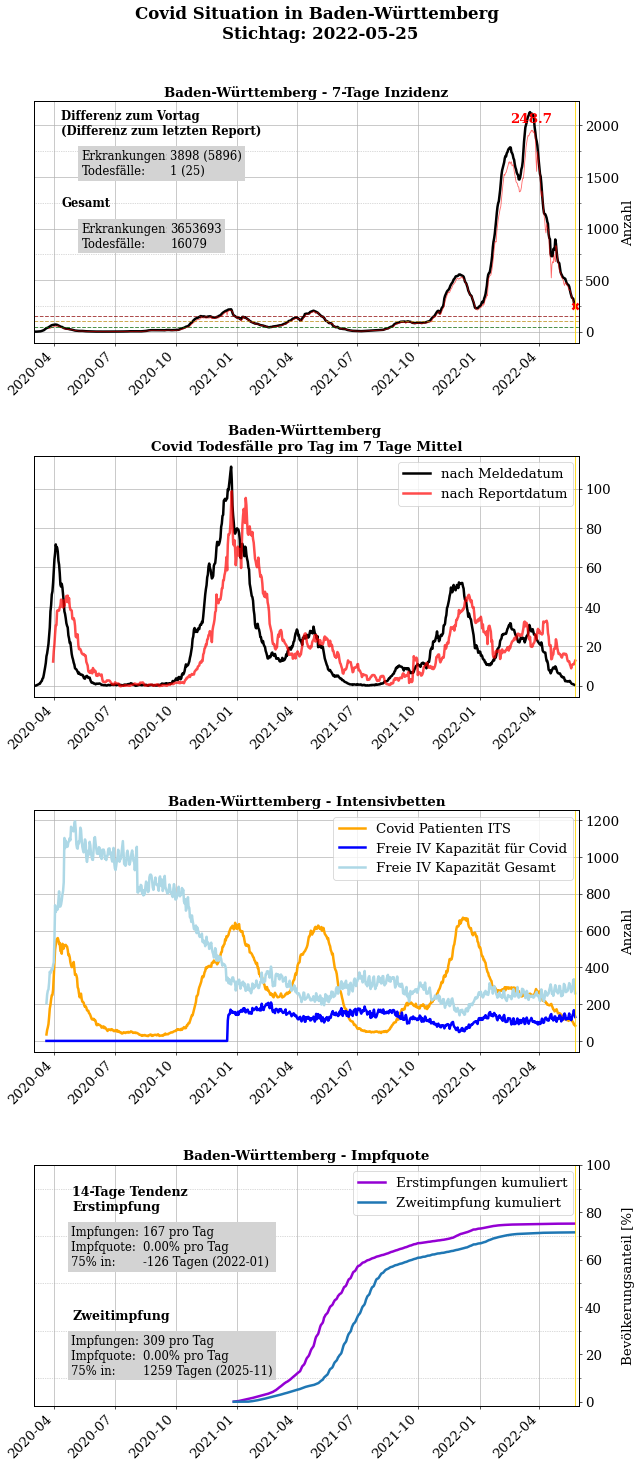 Covid Situation in Baden-Württemberg
Stichtag: 2022-05-25
Baden-Württemberg - 7-Tage Inzidenz
Differenz zum Vortag
(Differenz zum letzten Report)
Erkrankungen 3898 (5896)
Todesfälle: 1 (25)
Gesamt
Erkrankungen 3653693
Todesfälle: 16079
248.7
2000
1500
1000
500
0
Anzahl
2020-04 2020-07 2020-10 2021-01 2021-04 2021-07 2021-10 2022-01 2022-04
Baden-Württemberg
Covid Todesfälle pro Tag im 7 Tage Mittel
nach Meldedatum
nach Reportdatum
100
80
60
40
20
0
2020-04 2020-07 2020-10 2021-01 2021-04 2021-07 2021-10 2022-01 2022-04
Baden-Württemberg - Intensivbetten
Covid Patienten ITS
Freie IV Kapazität für Covid
Freie IV Kapazität Gesamt
1200
1000
800
600
400
200
0
Anzahl
2020-04 2020-07 2020-10 2021-01 2021-04 2021-07 2021-10 2022-01 2022-04
Baden-Württemberg - Impfquote
14-Tage Tendenz
Erstimpfung
Impfungen: 167 pro Tag
Impfquote: 0.00% pro Tag
75% in: -126 Tagen (2022-01)
Zweitimpfung
Impfungen: 309 pro Tag
Impfquote: 0.00% pro Tag
75% in: 1259 Tagen (2025-11)
Erstimpfungen kumuliert
Zweitimpfung kumuliert
100
80
60
40
20
0
Bevölkerungsanteil [%]
2020-04 2020-07 2020-10 2021-01 2021-04 2021-07 2021-10 2022-01 2022-04